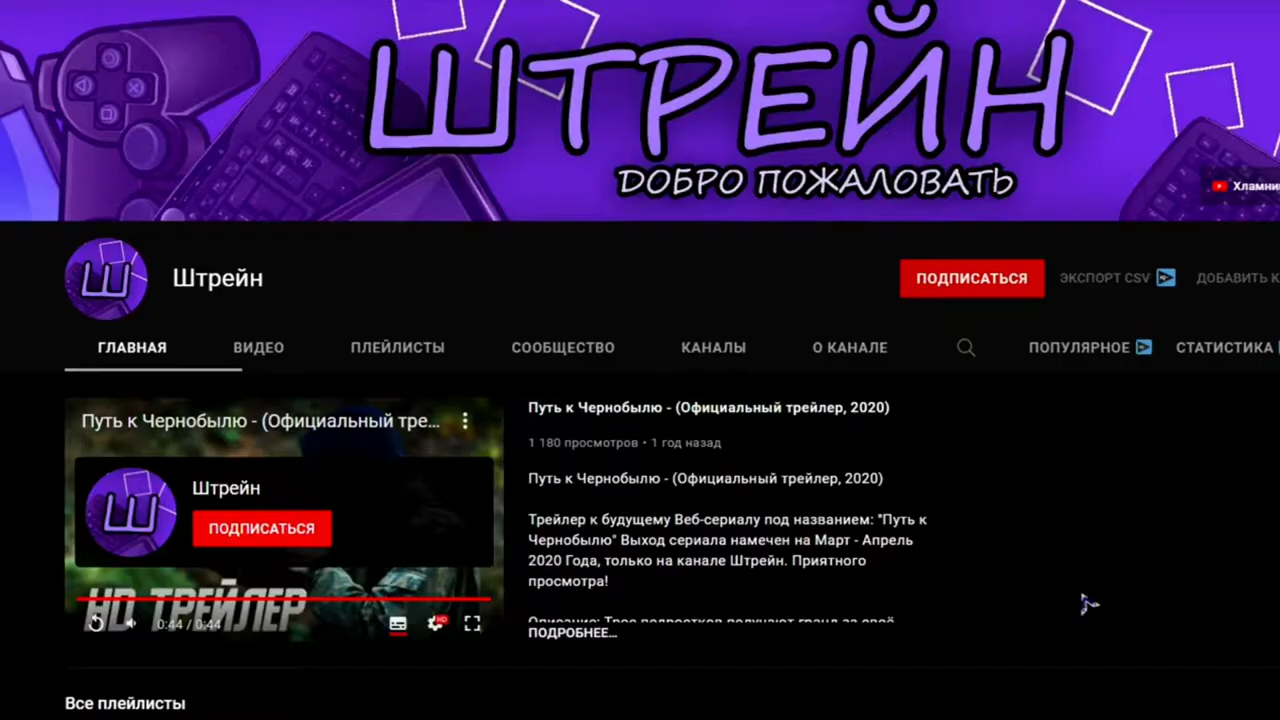 ШТРЕЙН
ДОБРО ПОЖАЛОВАТЬ
Штрейн
ПОДПИСАТЬСЯ
ЭКСПОРТ CSV
ДОБАВИТЬ
ГЛАВНАЯ
ВИДЕО
ПЛЕЙЛИСТЫ
СООБЩЕСТВО
КАНАЛЫ
О КАНАЛЕ
ПОПУЛЯРНОЕ
СТАТИСТИКА
Путь к Чернобылю - (Официальный тре...
Ш
Штрейн
ПОДПИСАТЬСЯ
HD ТРЕЙЛЕР
0:44 / 0:44
HD
Путь к Чернобылю - (Официальный трейлер, 2020)
1 180 просмотров • 1 год назад
Путь к Чернобылю - (Официальный трейлер, 2020)
Трейлер к будущему Веб-сериалу под названием: "Путь к
Чернобылю" Выход сериала намечен на Март - Апрель
2020 Года, только на канале Штрейн. Приятного
просмотра!
ПОДРОБНЕЕ...
Все плейлисты